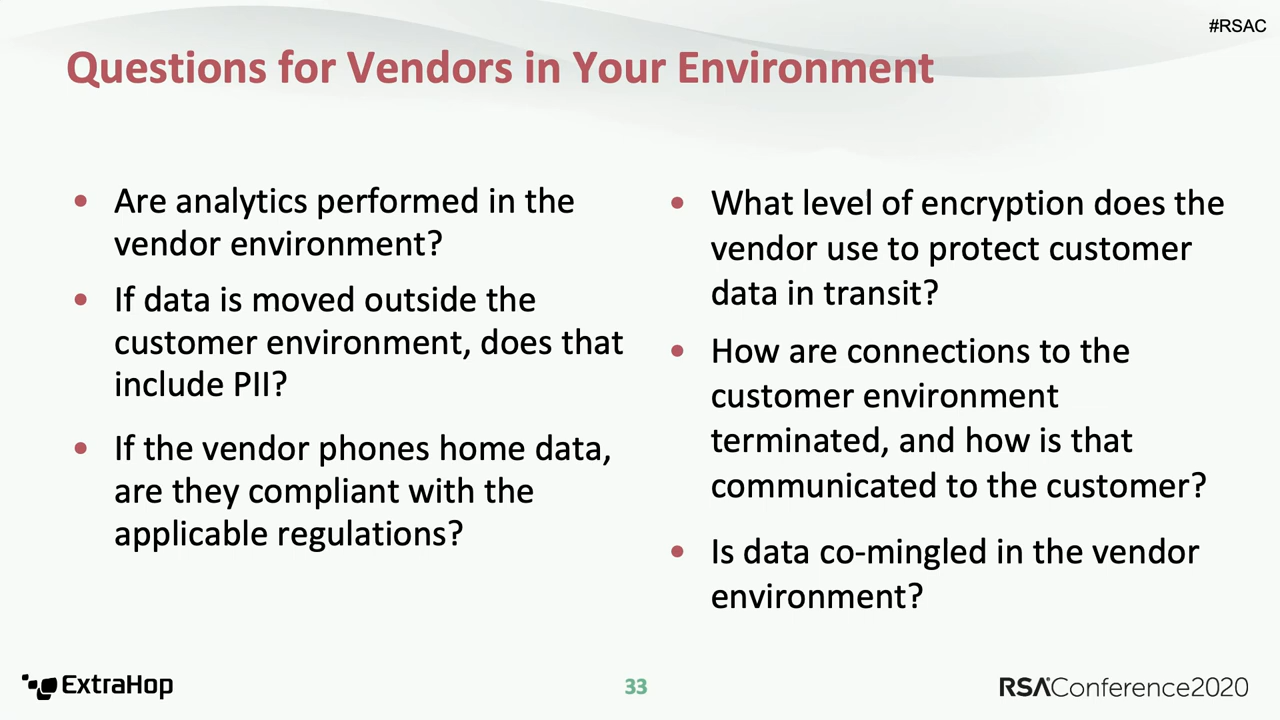 #RSAC
Questions for Vendors in Your Environment
• Are analytics performed in the
vendor environment?
• If data is moved outside the
customer environment, does that
include PII?
• If the vendor phones home data,
are they compliant with the
applicable regulations?
• What level of encryption does the
vendor use to protect customer
data in transit?
• How are connections to the
customer environment
terminated, and how is that
communicated to the customer?
• Is data co-mingled in the vendor
environment?
ExtraHop
33
RSAConference2020